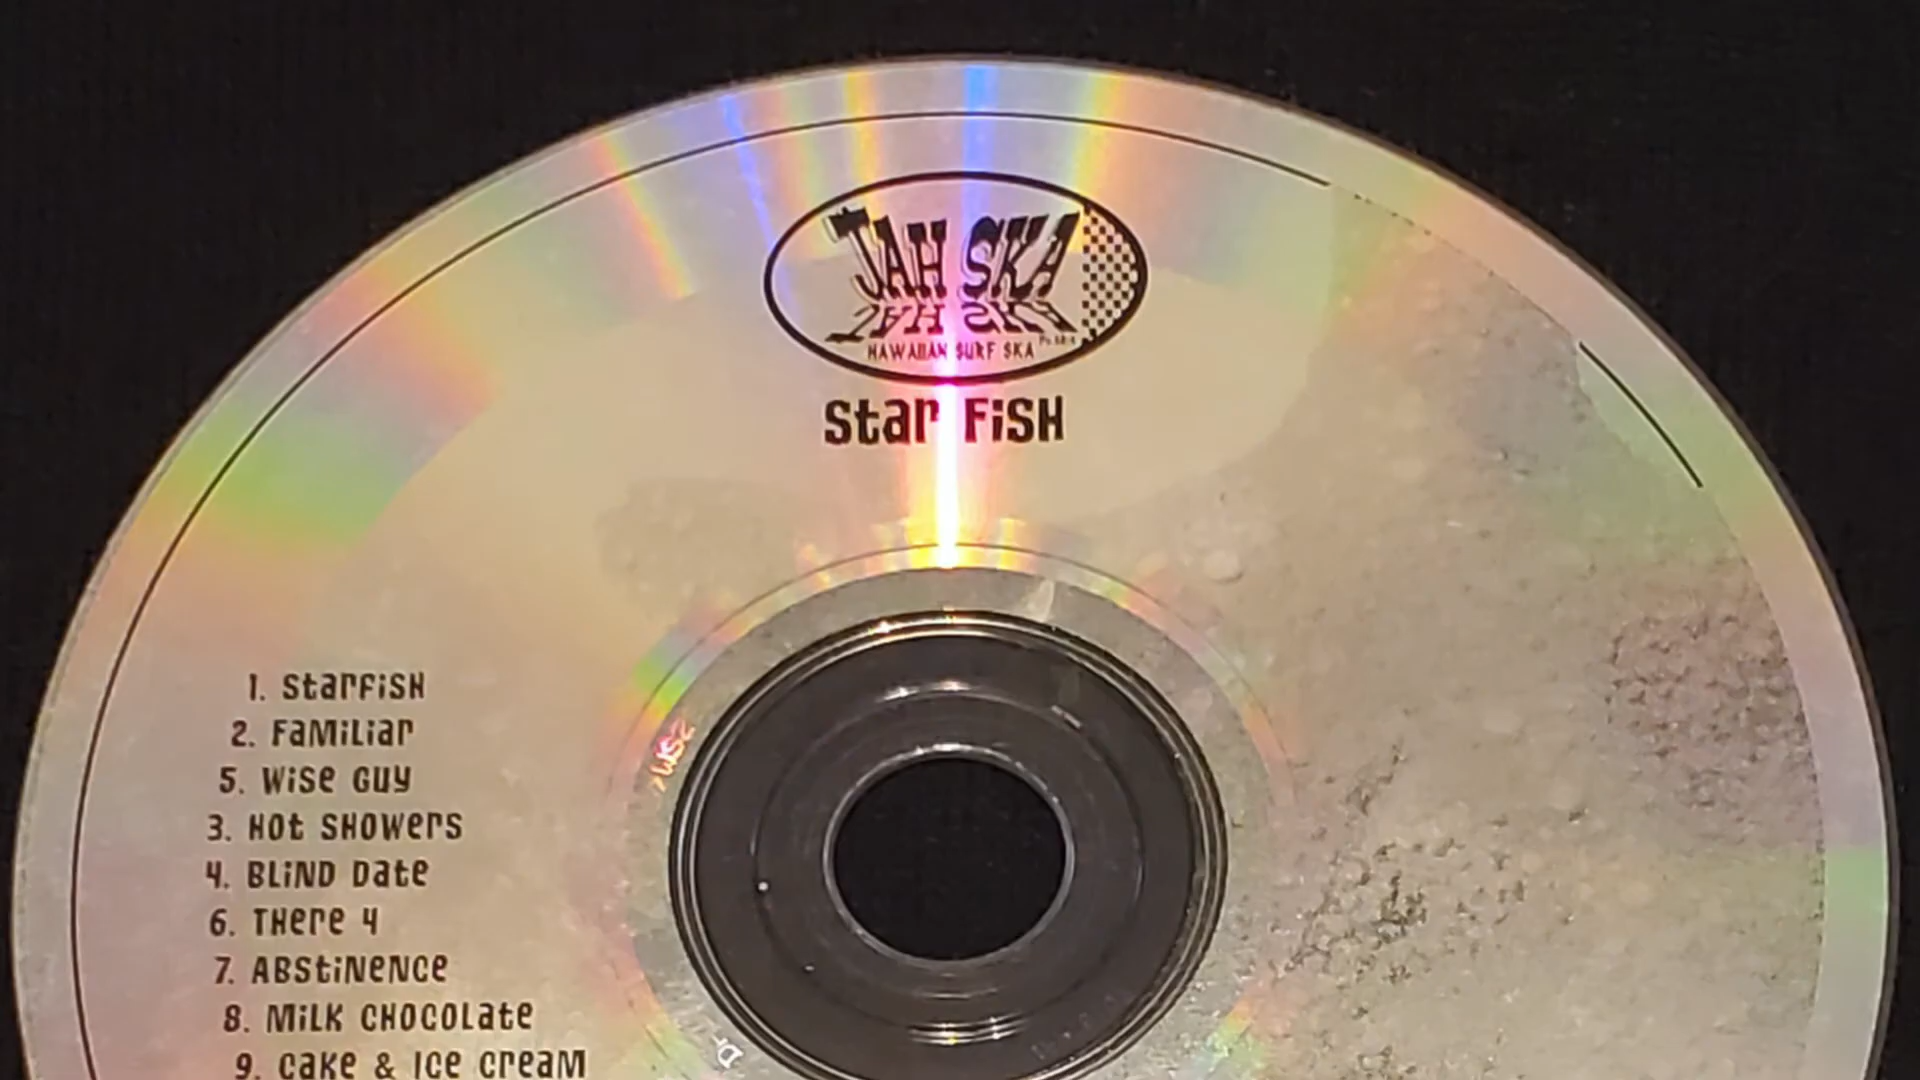 JAH SKA
JAH SKA
HAWAIIAN SURF SKA
Star FiSH
1. StarFiSH
2. FaMiLiar
5. WiSe GUY
3. HOt SHOWerS
4. BLiND Date
6. THere 4
7. ABStiNeNCe
8. MiLK CHOCOLate
9. Cake & ICe CreaM